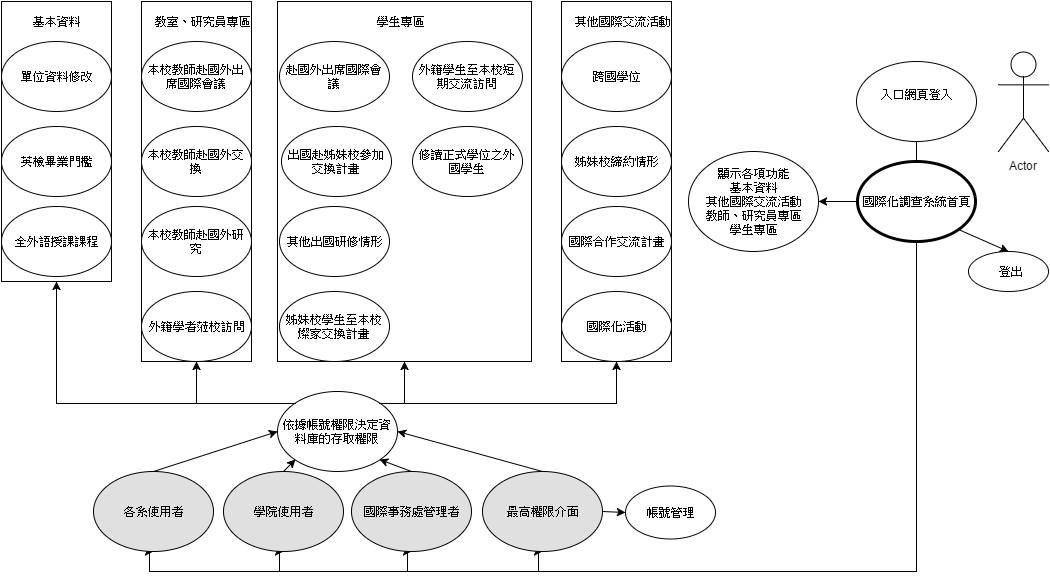 基本資料
單位資料修改
英檢畢業門檻
全外語授課課程
教室、研究員專區
本校教師赴國外出
席國際會議
本校教師赴國外交
換
本校教師赴國外研
究
外籍學者蒞校訪問
學生專區
赴國外出席國際會
議
出國赴姊妹校參加
交換計畫
其他出國研修情形
姊妹校學生至本校
燦家交換計畫
外籍學生至本校短
期交流訪問
修讀正式學位之外
國學生
其他國際交流活動
跨國學位
姊妹校締約情形
國際合作交流計畫
國際化活動
入口網頁登入
Actor
顯示各項功能
基本資料
其他國際交流活動
教師、研究員專區
學生專區
國際化調查系統首頁
登出
依據帳號權限決定資
料庫的存取權限
各系使用者
學院使用者
國際事務處管理者
最高權限介面
帳號管理